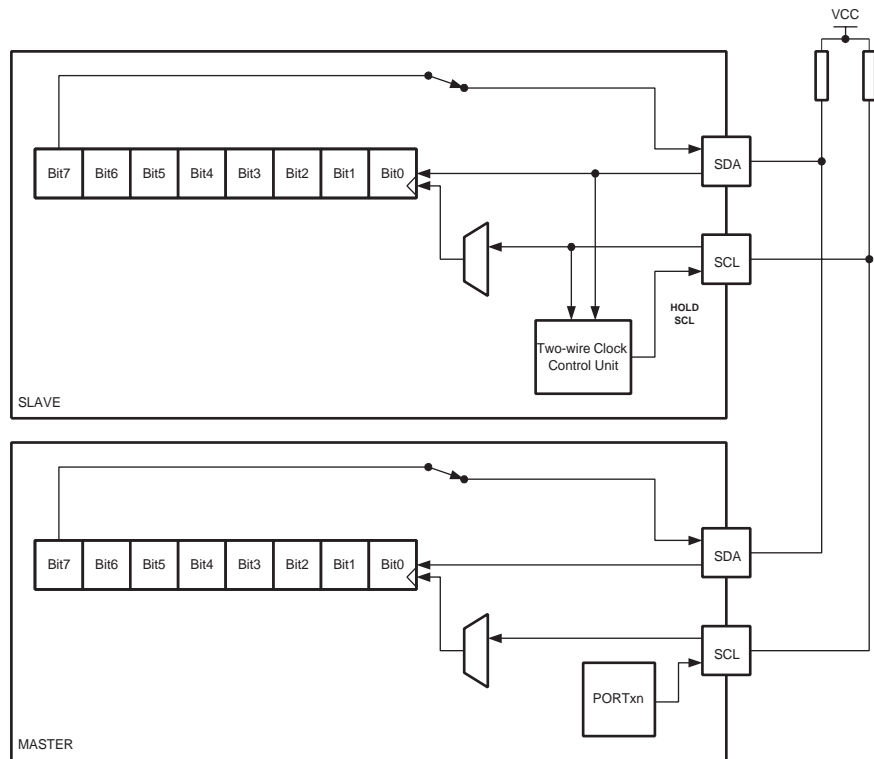 VCC
Bit7 Bit6 Bit5 Bit4 Bit3 Bit2 Bit1 Bit0
SDA
SCL
HOLD
SCL
Two-wire Clock
Control Unit
SLAVE
Bit7 Bit6 Bit5 Bit4 Bit3 Bit2 Bit1 Bit0
SDA
SCL
PORTxn
MASTER